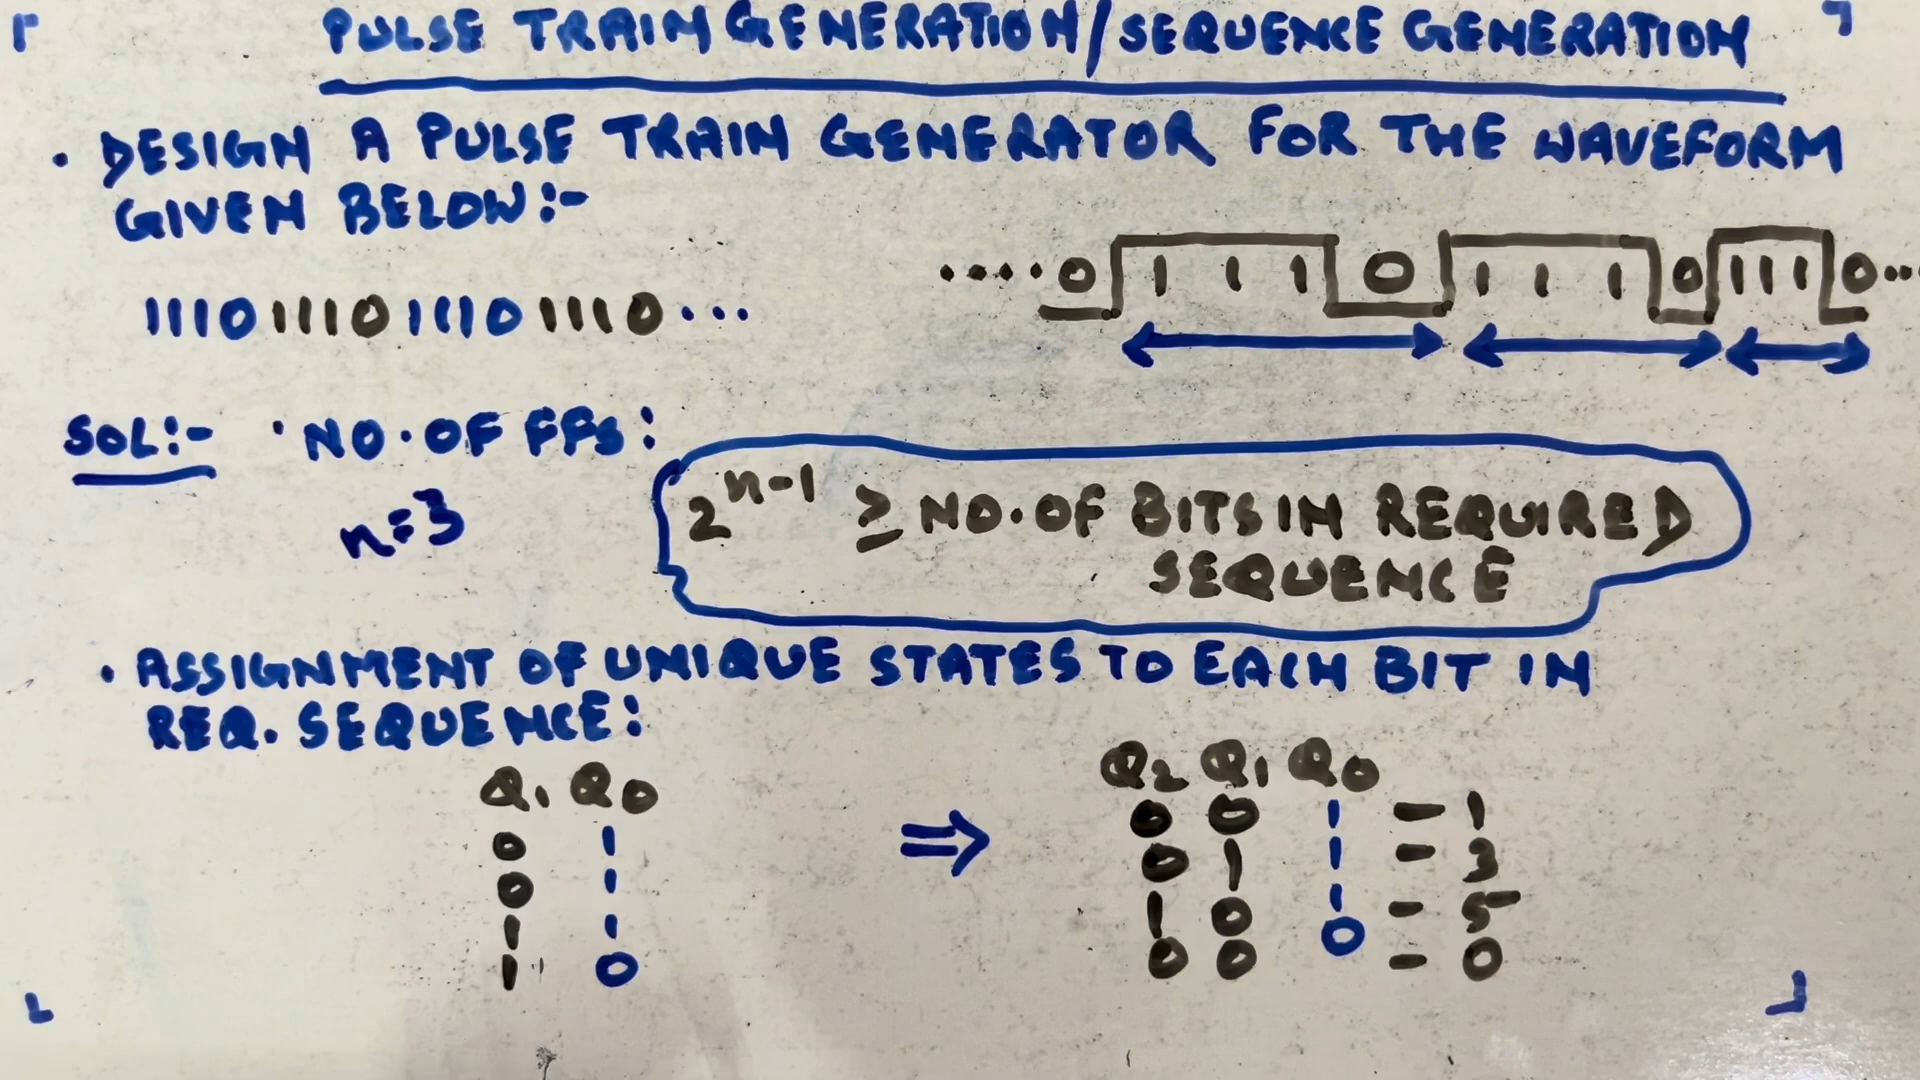 PULSE TRAIN GENERATION/SEQUENCE GENERATION
• DESIGN A PULSE TRAIN GENERATOR FOR THE WAVEFORM
GIVEN BELOW:-
....0 1 1 1 0 1 1 1 0 1 1 1 0...
1110 1110 1110 1110...
SOL:- • NO. OF FFs:
n=3
2^{n-1} ≥ NO. OF BITS IN REQUIRED
SEQUENCE
• ASSIGNMENT OF UNIQUE STATES TO EACH BIT IN
REQ. SEQUENCE:
Q1 Q0
0 1
0 1
1 1
1 0
⇒
Q2 Q1 Q0
0 0 1 - 1
0 1 1 - 3
1 0 1 - 5
0 0 0 - 0